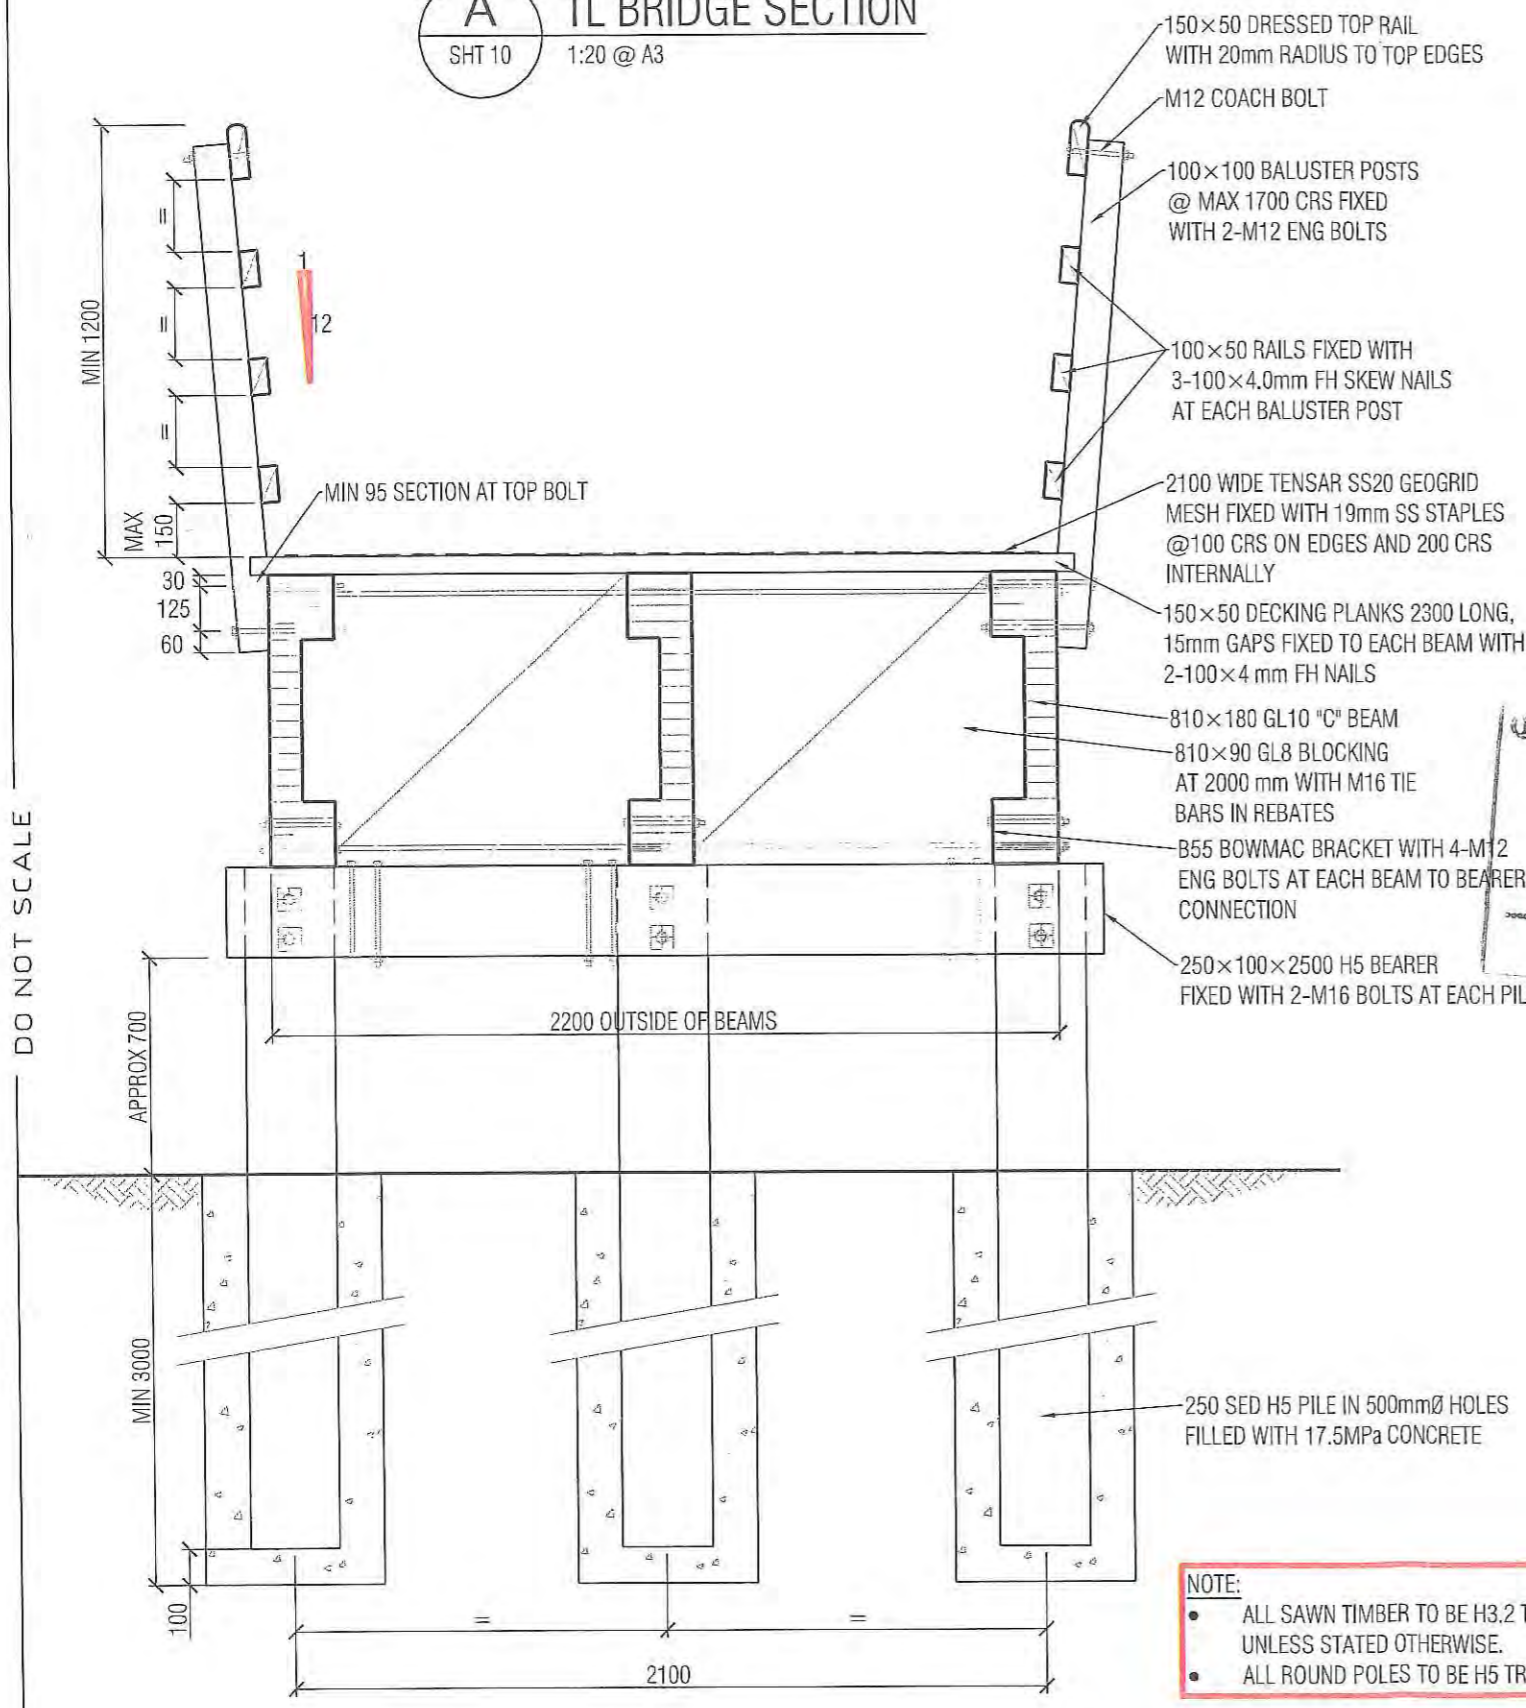 A
SHT 10
TL BRIDGE SECTION
1:20 @ A3
150×50 DRESSED TOP RAIL
WITH 20mm RADIUS TO TOP EDGES
M12 COACH BOLT
100×100 BALUSTER POSTS
@ MAX 1700 CRS FIXED
WITH 2-M12 ENG BOLTS
100×50 RAILS FIXED WITH
3-100×4.0mm FH SKEW NAILS
AT EACH BALUSTER POST
2100 WIDE TENSAR SS20 GEOGRID
MESH FIXED WITH 19mm SS STAPLES
@100 CRS ON EDGES AND 200 CRS
INTERNALLY
150×50 DECKING PLANKS 2300 LONG,
15mm GAPS FIXED TO EACH BEAM WITH
2-100×4 mm FH NAILS
810×180 GL10 "C" BEAM
810×90 GL8 BLOCKING
AT 2000 mm WITH M16 TIE
BARS IN REBATES
B55 BOWMAC BRACKET WITH 4-M12
ENG BOLTS AT EACH BEAM TO BEARER
CONNECTION
250×100×2500 H5 BEARER
FIXED WITH 2-M16 BOLTS AT EACH PIL
250 SED H5 PILE IN 500mmØ HOLES
FILLED WITH 17.5MPa CONCRETE
NOTE:
• ALL SAWN TIMBER TO BE H3.2 T
UNLESS STATED OTHERWISE.
• ALL ROUND POLES TO BE H5 TR
MIN 1200
=
=
=
1
12
MAX
150
MIN 95 SECTION AT TOP BOLT
30
125
60
2200 OUTSIDE OF BEAMS
APPROX 700
MIN 3000
100
=
=
2100
DO NOT SCALE